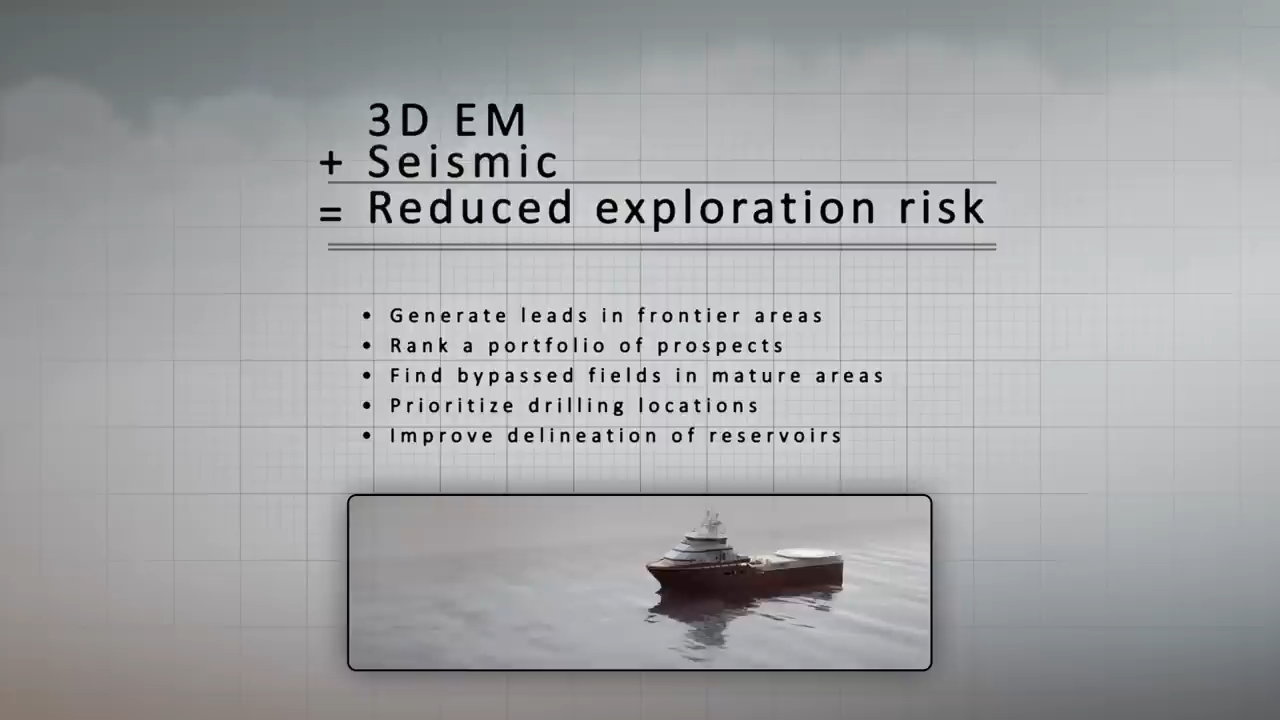 3D EM
+ Seismic
= Reduced exploration risk
• Generate leads in frontier areas
• Rank a portfolio of prospects
• Find bypassed fields in mature areas
• Prioritize drilling locations
• Improve delineation of reservoirs